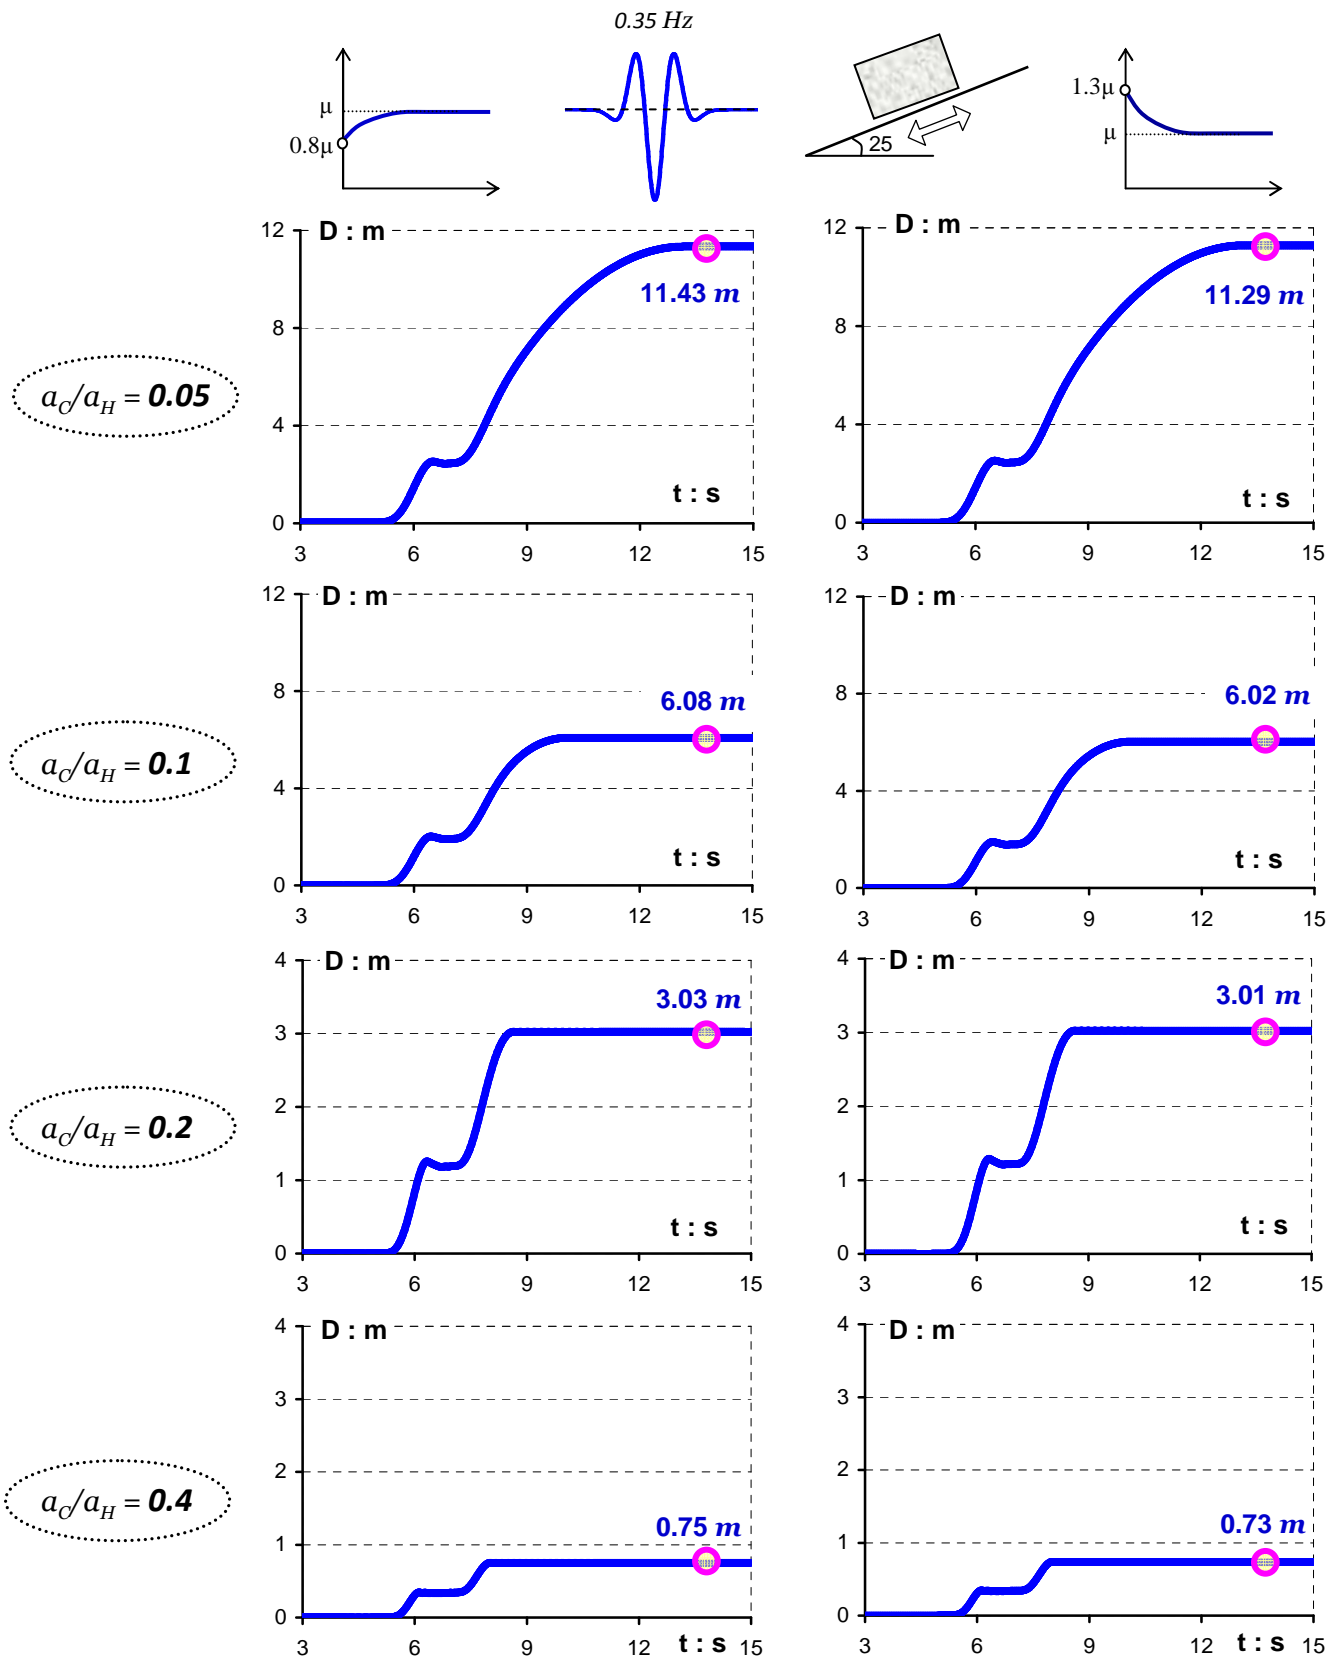 0.35 Hz
μ
0.8μ
25
1.3μ
μ
D : m
12
8
4
0
11.43 m
t : s
3 6 9 12 15
D : m
12
8
4
0
11.29 m
t : s
3 6 9 12 15
a_C/a_H = 0.05
D : m
12
8
4
0
6.08 m
t : s
3 6 9 12 15
D : m
12
8
4
0
6.02 m
t : s
3 6 9 12 15
a_C/a_H = 0.1
D : m
4
3
2
1
0
3.03 m
t : s
3 6 9 12 15
D : m
4
3
2
1
0
3.01 m
t : s
3 6 9 12 15
a_C/a_H = 0.2
D : m
4
3
2
1
0
0.75 m
3 6 9 12 t : s 15
D : m
4
3
2
1
0
0.73 m
3 6 9 12 t : s 15
a_C/a_H = 0.4